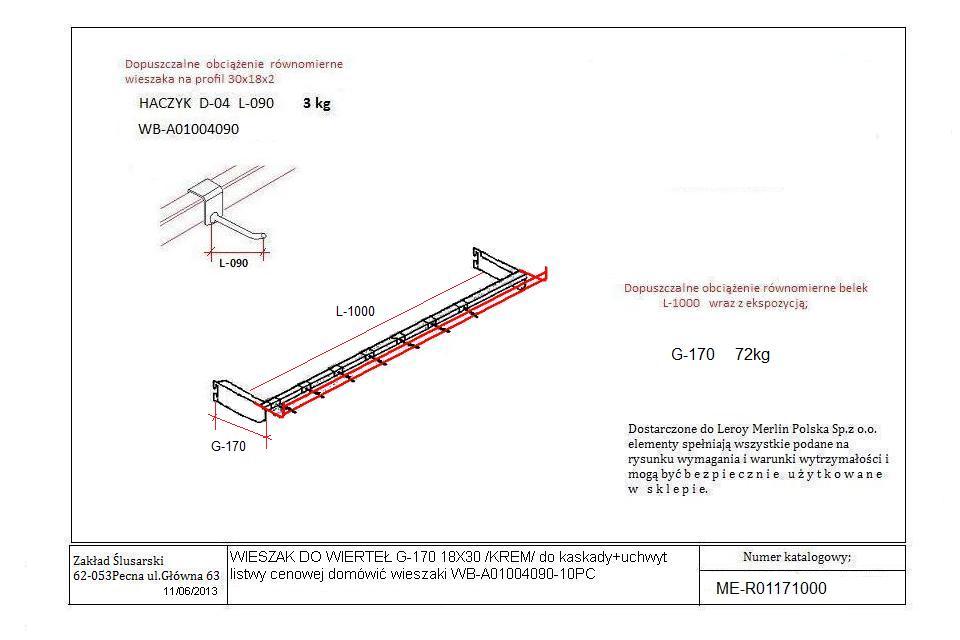 Dopuszczalne obciążenie równomierne
wieszaka na profil 30x18x2
HACZYK D-04 L-090 3 kg
WB-A01004090
L-090
L-1000
G-170
Dopuszczalne obciążenie równomierne belek
L-1000 wraz z ekspozycją;
G-170 72kg
Dostarczone do Leroy Merlin Polska Sp.z o.o.
elementy spełniają wszystkie podane na
rysunku wymagania i warunki wytrzymałości i
mogą być b e z p i e c z n i e u ż y t k o w a n e
w s k l e p i e.
Zakład Ślusarski
62-053Pecna ul.Główna 63
11/06/2013
WIESZAK DO WIERTEŁ G-170 18X30 /KREM/ do kaskady+uchwyt
listwy cenowej domówić wieszaki WB-A01004090-10PC
Numer katalogowy;
ME-R01171000